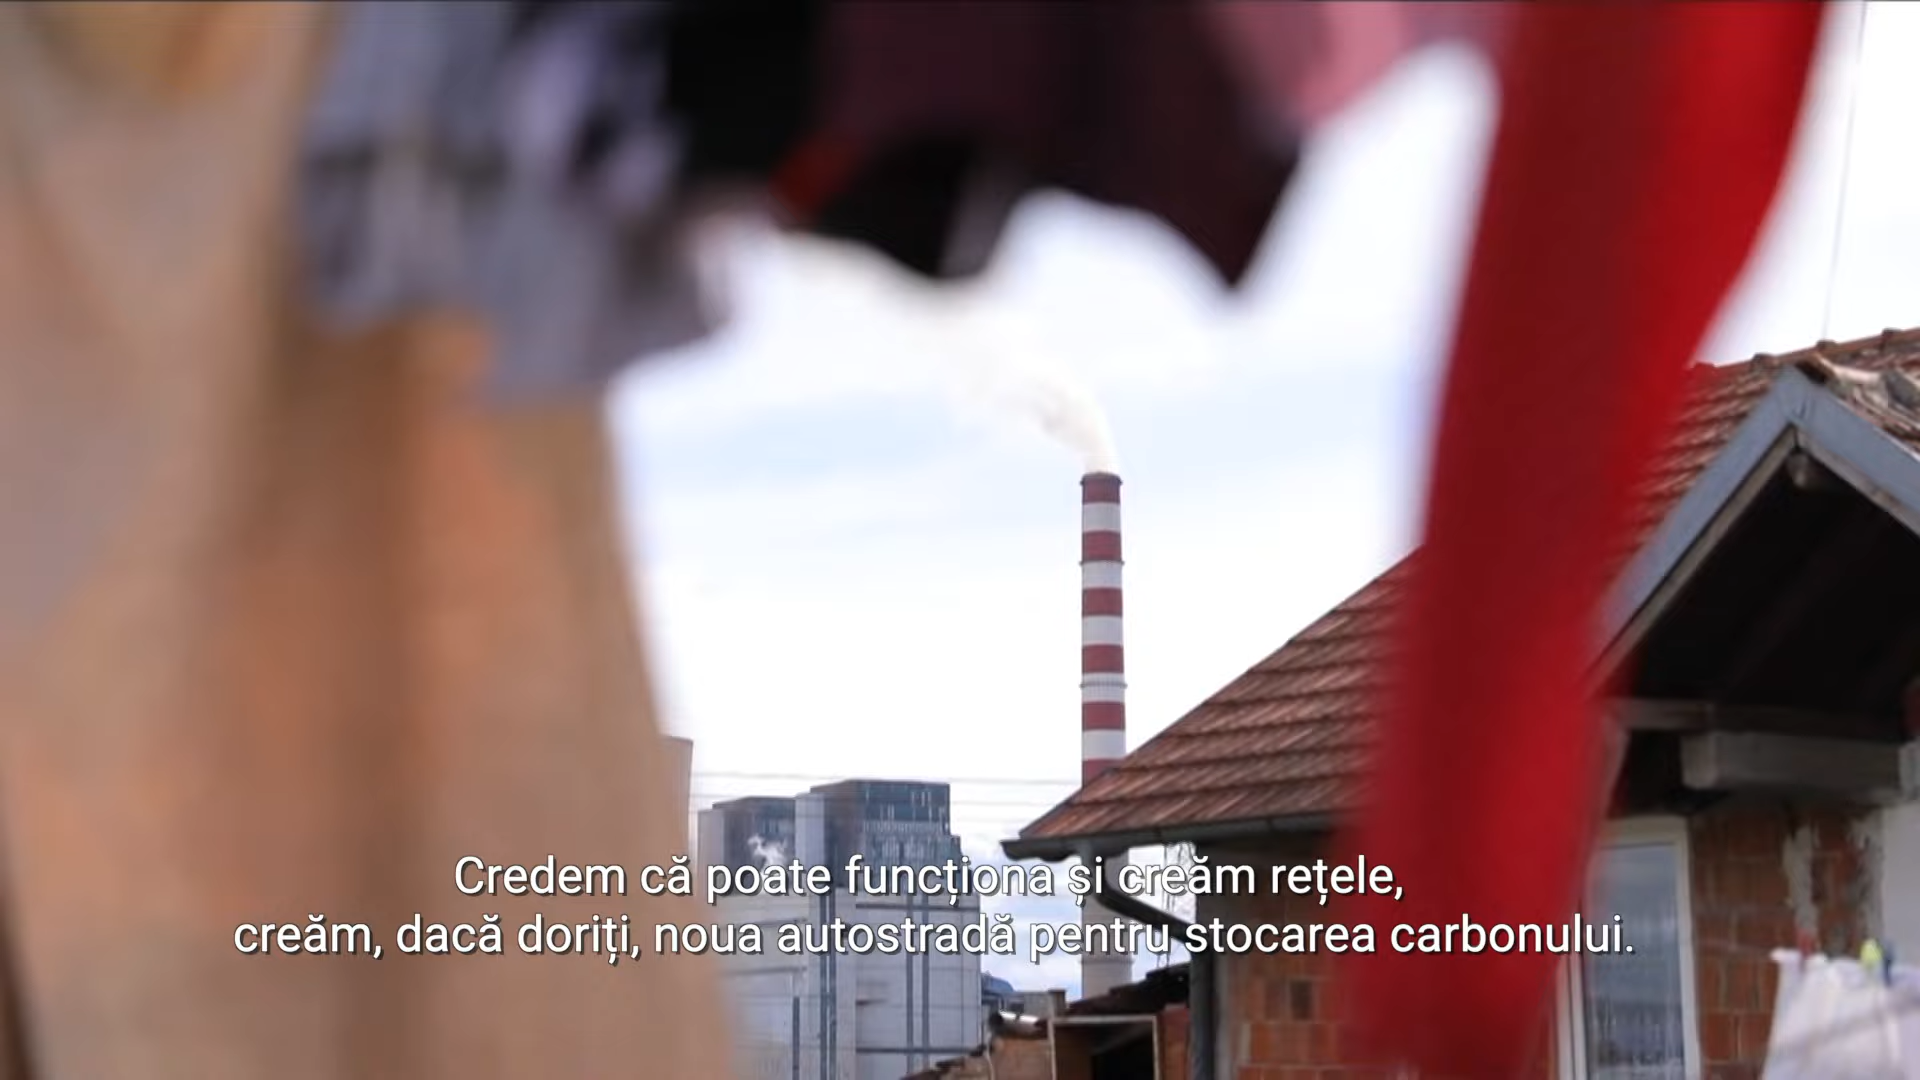 Credem că poate funcționa și creăm rețele,
creăm, dacă doriți, noua autostradă pentru stocarea carbonului.